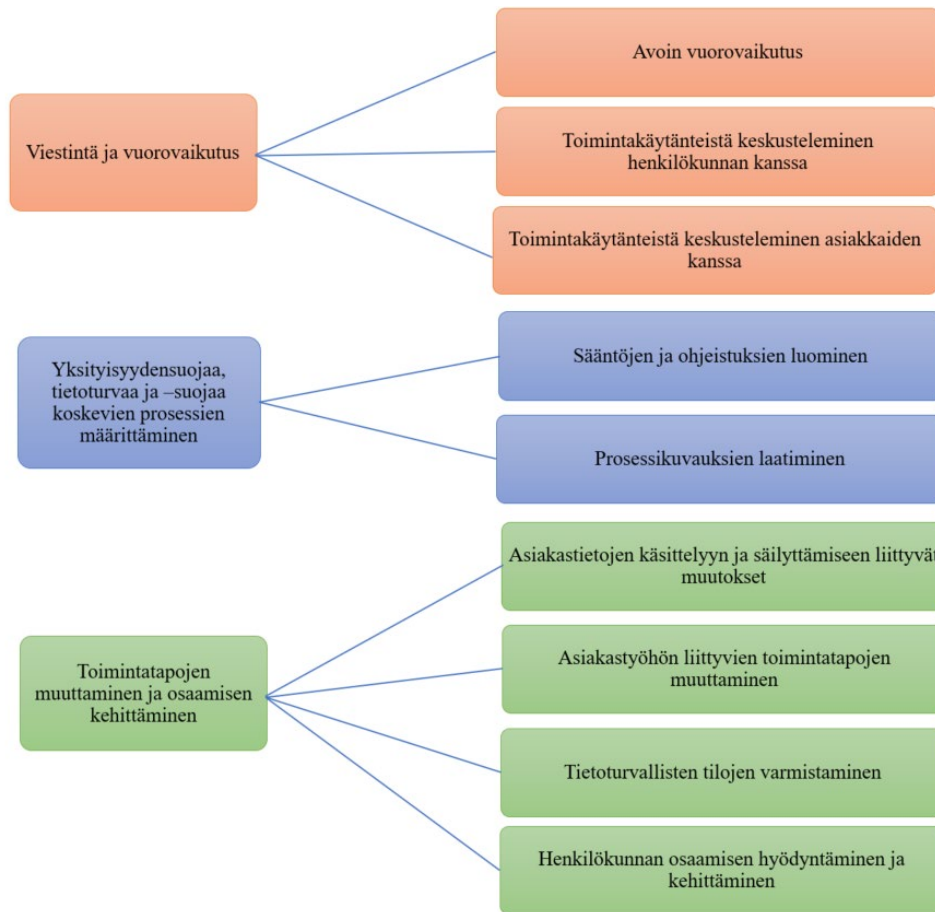 Viestintä ja vuorovaikutus
Avoin vuorovaikutus
Toimintakäytänteistä keskusteleminen
henkilökunnan kanssa
Toimintakäytänteistä keskusteleminen asiakkaiden
kanssa
Yksityisyydensuojaa,
tietoturvaa ja –suojaa
koskevien prosessien
määrittäminen
Sääntöjen ja ohjeistuksien luominen
Prosessikuvauksien laatiminen
Toimintatapojen
muuttaminen ja osaamisen
kehittäminen
Asiakastietojen käsittelyyn ja säilyttämiseen liittyvät
muutokset
Asiakastyöhön liittyvien toimintatapojen
muuttaminen
Tietoturvallisten tilojen varmistaminen
Henkilökunnan osaamisen hyödyntäminen ja
kehittäminen